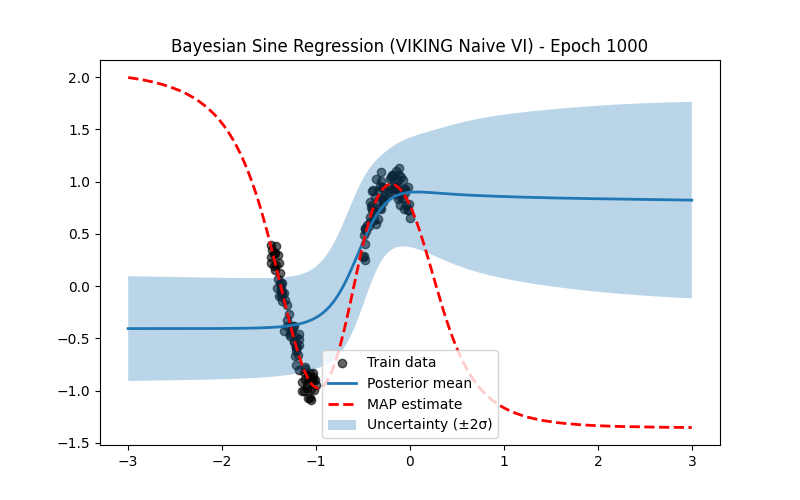 Bayesian Sine Regression (VIKING Naive VI) - Epoch 1000
2.0
1.5
1.0
0.5
0.0
−0.5
−1.0
−1.5
Train data
Posterior mean
MAP estimate
Uncertainty (±2σ)
−3 −2 −1 0 1 2 3